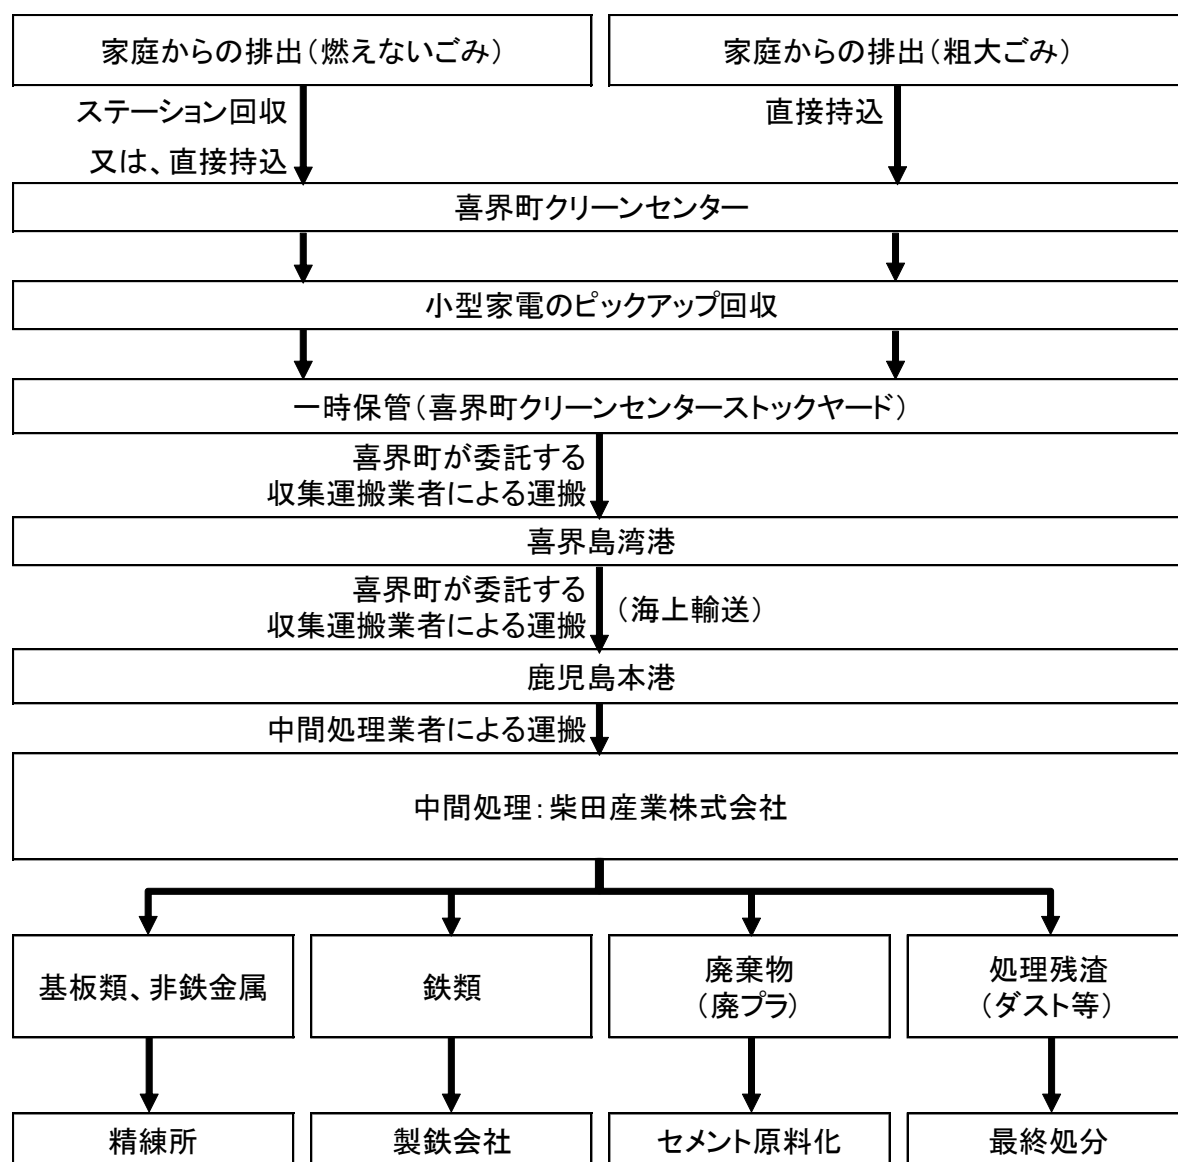 家庭からの排出（燃えないごみ）
家庭からの排出（粗大ごみ）
ステーション回収
又は、直接持込
直接持込
喜界町クリーンセンター
小型家電のピックアップ回収
一時保管（喜界町クリーンセンターストックヤード）
喜界町が委託する
収集運搬業者による運搬
喜界島湾港
喜界町が委託する
収集運搬業者による運搬
（海上輸送）
鹿児島本港
中間処理業者による運搬
中間処理：柴田産業株式会社
基板類、非鉄金属
鉄類
廃棄物
（廃プラ）
処理残渣
（ダスト等）
精練所
製鉄会社
セメント原料化
最終処分